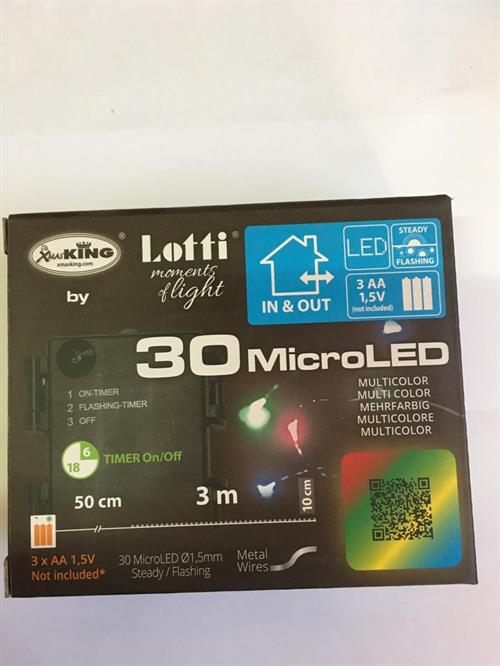 XmasKING®
xmasking.com
by
Lotti®
moments
of light
IN & OUT
LED
STEADY
FLASHING
3 AA
1,5V
(not included)
30 MicroLED
MULTICOLOR
MULTI COLOR
MEHRFARBIG
MULTICOLORE
MULTICOLOR
1 ON-TIMER
2 FLASHING-TIMER
3 OFF
6
18
TIMER On/Off
50 cm
3 m
10 cm
3 x AA 1,5V
Not included*
30 MicroLED Ø1,5mm
Steady / Flashing
Metal
Wires